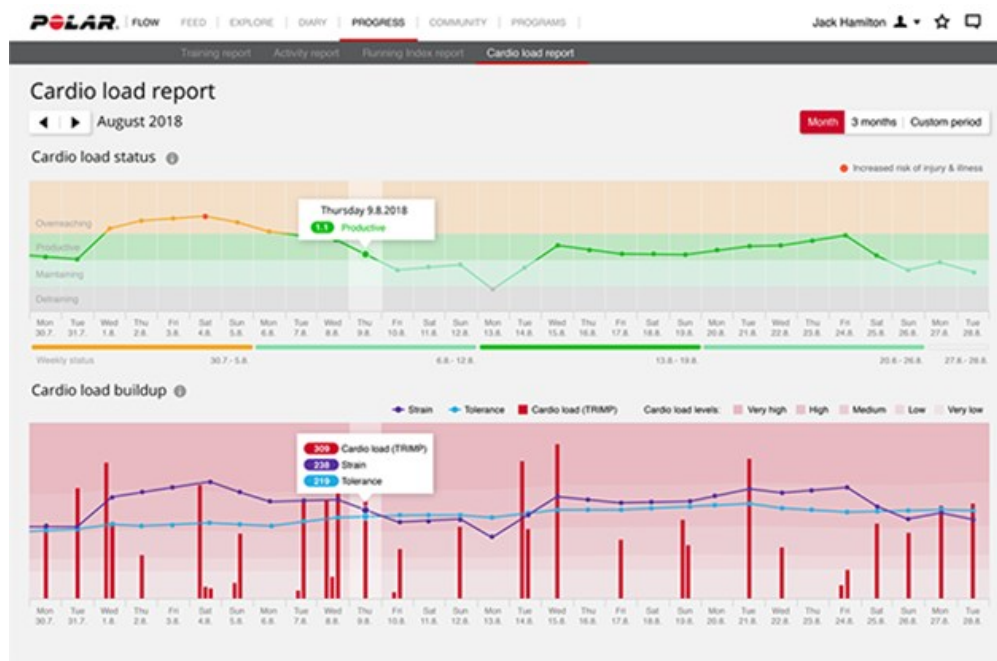 POLAR. FLOW FEED EXPLORE DIARY PROGRESS COMMUNITY PROGRAMS Jack Hamilton
Training report Activity report Running Index report Cardio load report
Cardio load report
August 2018 Month 3 months Custom period
Cardio load status
Increased risk of injury & illness
Thursday 9.8.2018
1.1 Productive
Overreaching
Productive
Maintaining
Detraining
Mon Tue Wed Thu Fri Sat Sun Mon Tue Wed Thu Fri Sat Sun Mon Tue Wed Thu Fri Sat Sun Mon Tue Wed Thu Fri Sat Sun Mon Tue
30.7. 31.7. 1.8. 2.8. 3.8. 4.8. 5.8. 6.8. 7.8. 8.8. 9.8. 10.8. 11.8. 12.8. 13.8. 14.8. 15.8. 16.8. 17.8. 18.8. 19.8. 20.8. 21.8. 22.8. 23.8. 24.8. 25.8. 26.8. 27.8. 28.8.
Weekly status 30.7.- 5.8. 6.8.- 12.8. 13.8.- 19.8. 20.6.- 26.8. 27.8.- 28.8.
Cardio load buildup
Strain Tolerance Cardio load (TRIMP) Cardio load levels: Very high High Medium Low Very low
309 Cardio load (TRIMP)
238 Strain
219 Tolerance
Mon Tue Wed Thu Fri Sat Sun Mon Tue Wed Thu Fri Sat Sun Mon Tue Wed Thu Fri Sat Sun Mon Tue Wed Thu Fri Sat Sun Mon Tue
30.7. 31.7. 1.8. 2.8. 3.8. 4.8. 5.8. 6.8. 7.8. 8.8. 9.8. 10.8. 11.8. 12.8. 13.8. 14.8. 15.8. 16.8. 17.8. 18.8. 19.8. 20.8. 21.8. 22.8. 23.8. 24.8. 25.8. 26.8. 27.8. 28.8.